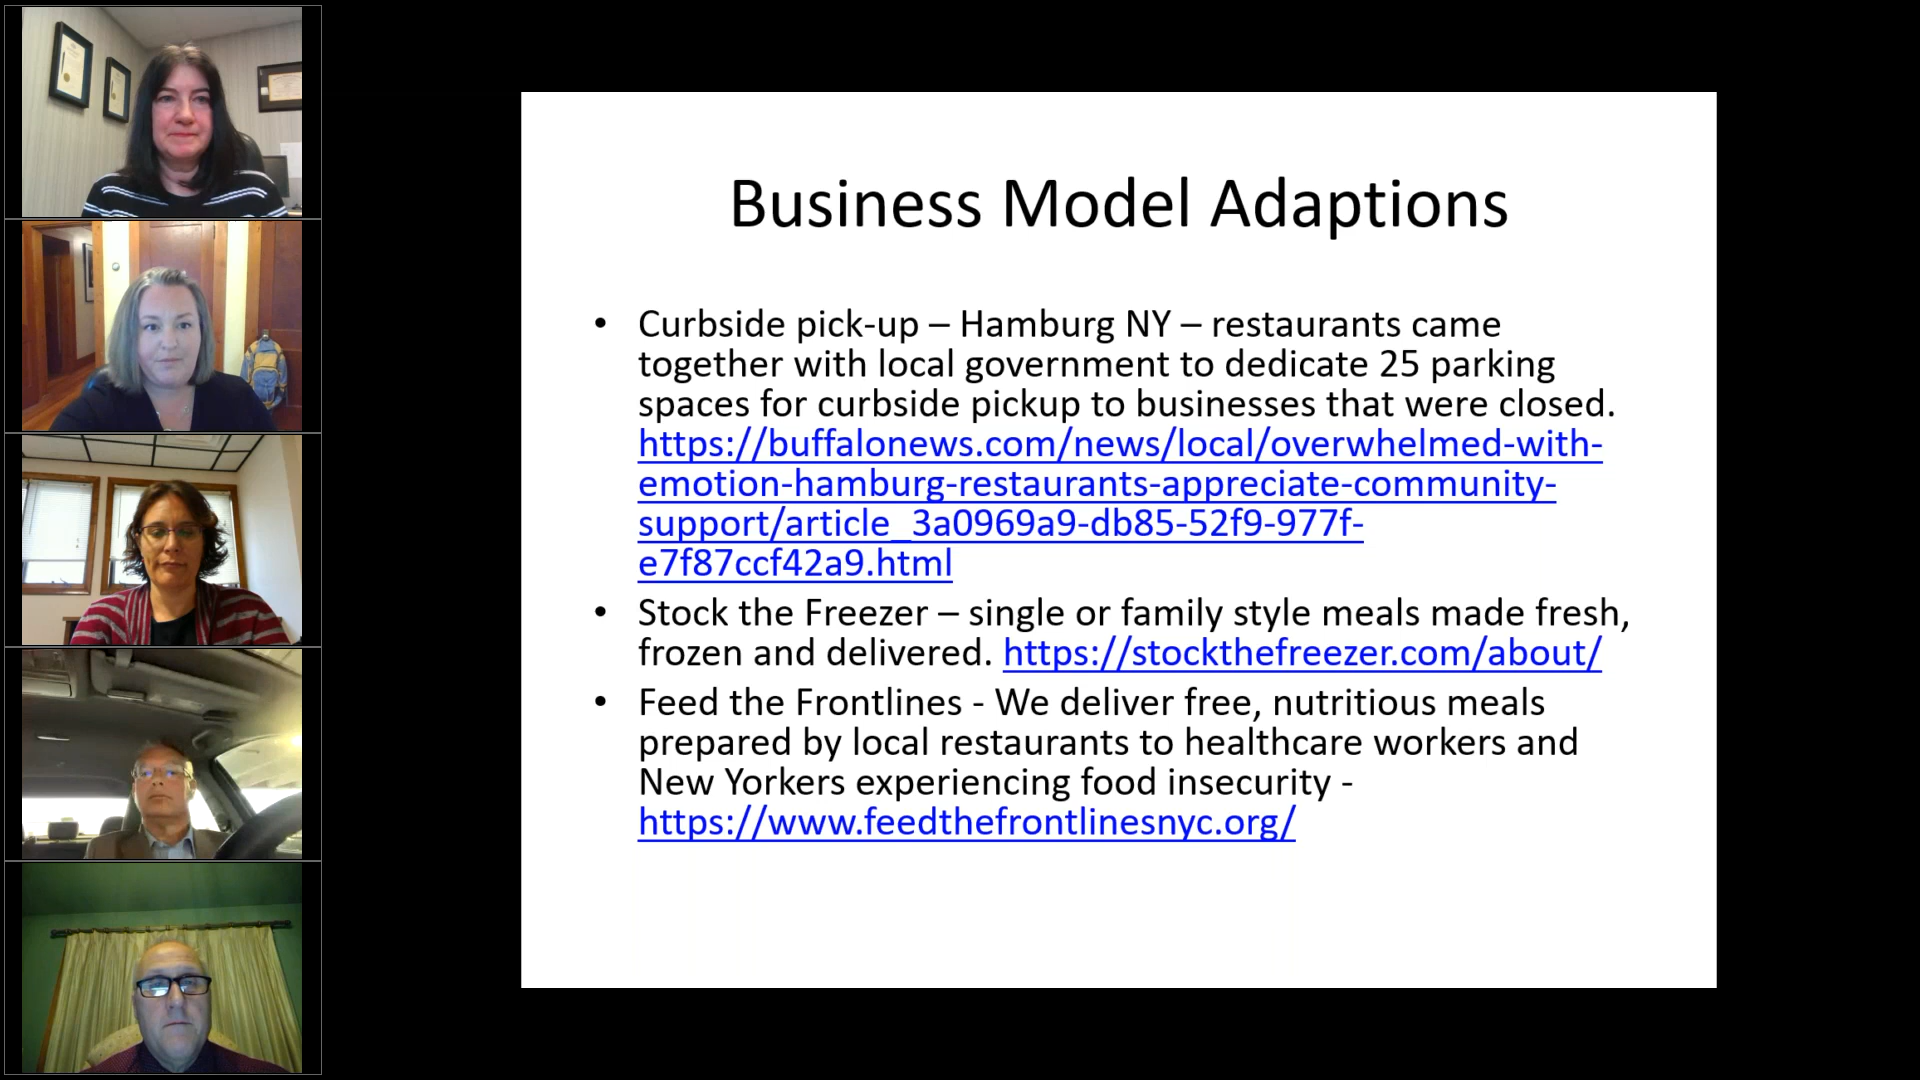 Business Model Adaptions
• Curbside pick-up – Hamburg NY – restaurants came
together with local government to dedicate 25 parking
spaces for curbside pickup to businesses that were closed.
https://buffalonews.com/news/local/overwhelmed-with-
emotion-hamburg-restaurants-appreciate-community-
support/article_3a0969a9-db85-52f9-977f-
e7f87ccf42a9.html
• Stock the Freezer – single or family style meals made fresh,
frozen and delivered. https://stockthefreezer.com/about/
• Feed the Frontlines - We deliver free, nutritious meals
prepared by local restaurants to healthcare workers and
New Yorkers experiencing food insecurity -
https://www.feedthefrontlinesnyc.org/